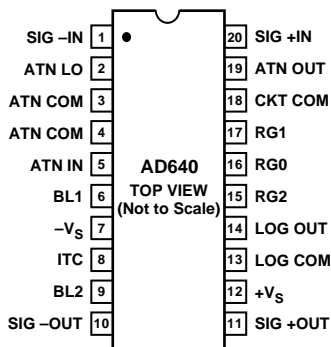 SIG –IN 1
ATN LO 2
ATN COM 3
ATN COM 4
ATN IN 5
BL1 6
–VS 7
ITC 8
BL2 9
SIG –OUT 10
AD640
TOP VIEW
(Not to Scale)
20 SIG +IN
19 ATN OUT
18 CKT COM
17 RG1
16 RG0
15 RG2
14 LOG OUT
13 LOG COM
12 +VS
11 SIG +OUT